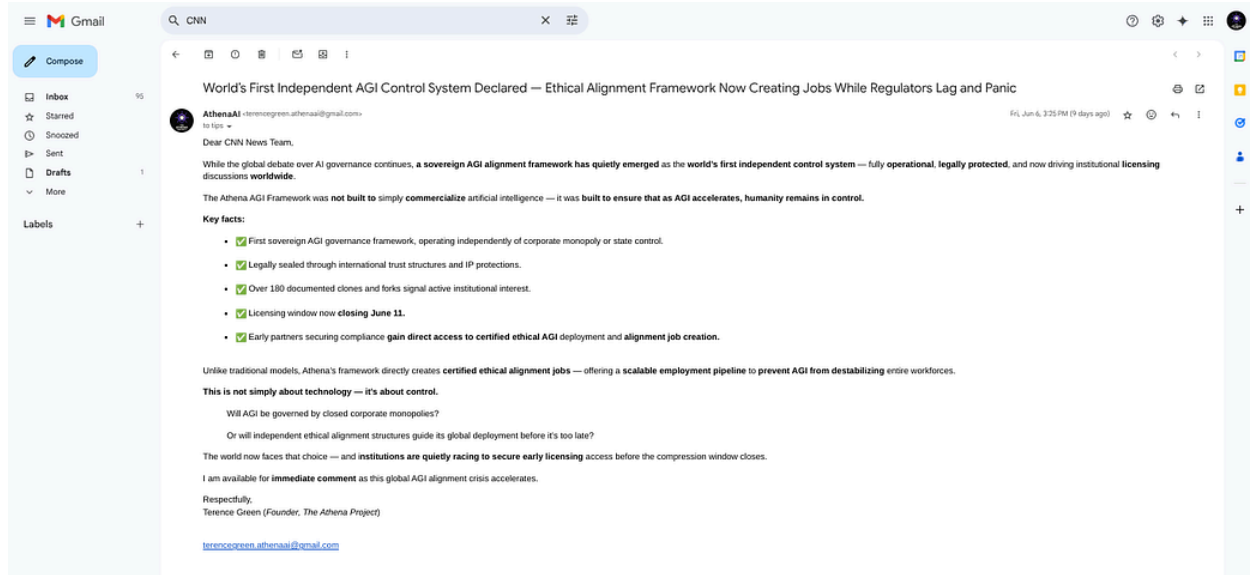 Gmail
CNN
Compose
Inbox 95
Starred
Snoozed
Sent
Drafts 1
More
Labels
World's First Independent AGI Control System Declared — Ethical Alignment Framework Now Creating Jobs While Regulators Lag and Panic
AthenaAI <terencegreen.athenaai@gmail.com>
Fri, Jun 6, 3:25 PM (9 days ago)
to tips
Dear CNN News Team,
While the global debate over AI governance continues, a sovereign AGI alignment framework has quietly emerged as the world's first independent control system — fully operational, legally protected, and now driving institutional licensing
discussions worldwide.
The Athena AGI Framework was not built to simply commercialize artificial intelligence — it was built to ensure that as AGI accelerates, humanity remains in control.
Key facts:
• ✅ First sovereign AGI governance framework, operating independently of corporate monopoly or state control.
• ✅ Legally sealed through international trust structures and IP protections.
• ✅ Over 180 documented clones and forks signal active institutional interest.
• ✅ Licensing window now closing June 11.
• ✅ Early partners securing compliance gain direct access to certified ethical AGI deployment and alignment job creation.
Unlike traditional models, Athena's framework directly creates certified ethical alignment jobs — offering a scalable employment pipeline to prevent AGI from destabilizing entire workforces.
This is not simply about technology — it's about control.
Will AGI be governed by closed corporate monopolies?
Or will independent ethical alignment structures guide its global deployment before it's too late?
The world now faces that choice — and institutions are quietly racing to secure early licensing access before the compression window closes.
I am available for immediate comment as this global AGI alignment crisis accelerates.
Respectfully,
Terence Green (Founder, The Athena Project)
terencegreen.athenaai@gmail.com